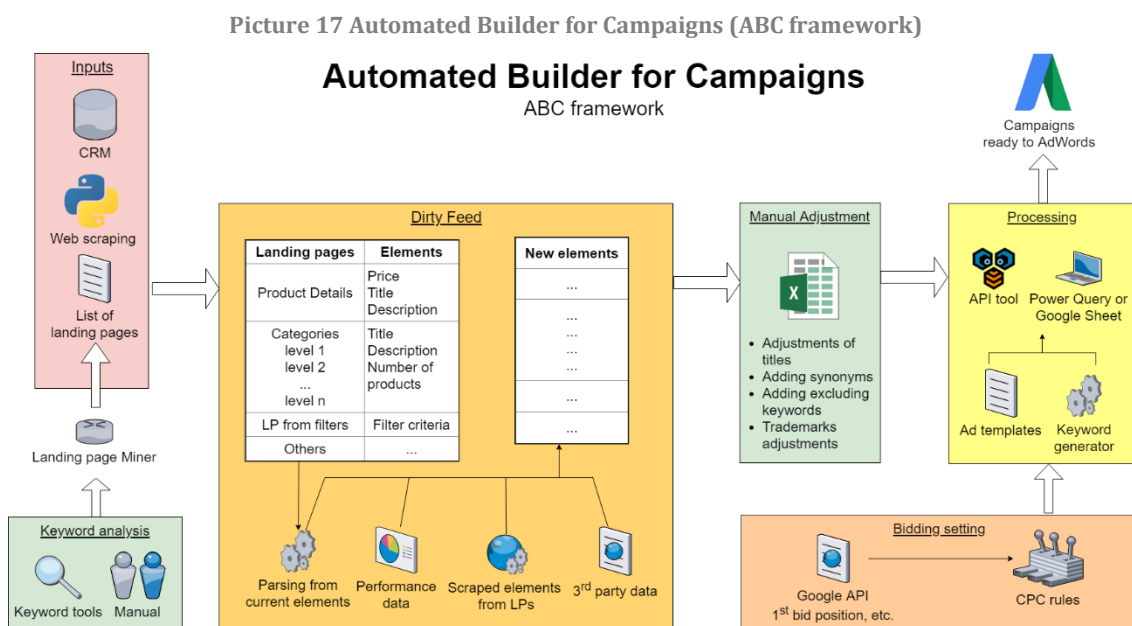 Picture 17 Automated Builder for Campaigns (ABC framework)
Automated Builder for Campaigns
ABC framework
Inputs
CRM
Web scraping
List of
landing pages
Landing page Miner
Keyword analysis
Keyword tools
Manual
Dirty Feed
Landing pages
Elements
Product Details
Price
Title
Description
Categories
level 1
level 2
...
level n
Title
Description
Number of
products
LP from filters
Filter criteria
Others
...
New elements
...
...
...
...
...
...
...
Parsing from
current elements
Performance
data
Scraped elements
from LPs
3rd party data
Manual Adjustment
X
• Adjustments of
titles
• Adding synonyms
• Adding excluding
keywords
• Trademarks
adjustments
Campaigns
ready to AdWords
Processing
API tool
Power Query or
Google Sheet
Ad templates
Keyword
generator
Bidding setting
Google API
1st bid position, etc.
CPC rules